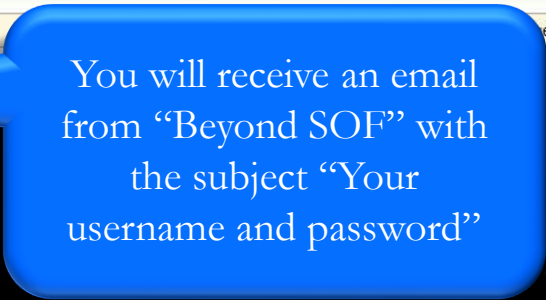 You will receive an email
from “Beyond SOF” with
the subject “Your
username and password”